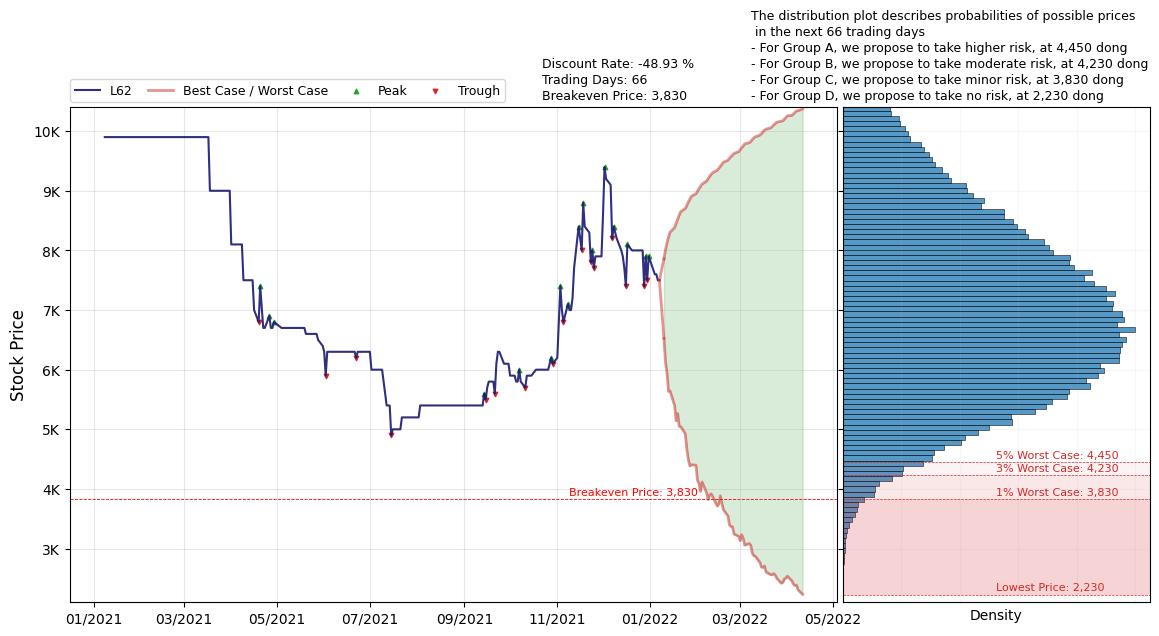 The distribution plot describes probabilities of possible prices
in the next 66 trading days
- For Group A, we propose to take higher risk, at 4,450 dong
- For Group B, we propose to take moderate risk, at 4,230 dong
- For Group C, we propose to take minor risk, at 3,830 dong
- For Group D, we propose to take no risk, at 2,230 dong
Discount Rate: -48.93 %
Trading Days: 66
Breakeven Price: 3,830
L62
Best Case / Worst Case
Peak
Trough
Stock Price
10K
9K
8K
7K
6K
5K
4K
3K
Breakeven Price: 3,830
01/2021
03/2021
05/2021
07/2021
09/2021
11/2021
01/2022
03/2022
05/2022
5% Worst Case: 4,450
3% Worst Case: 4,230
1% Worst Case: 3,830
Lowest Price: 2,230
Density